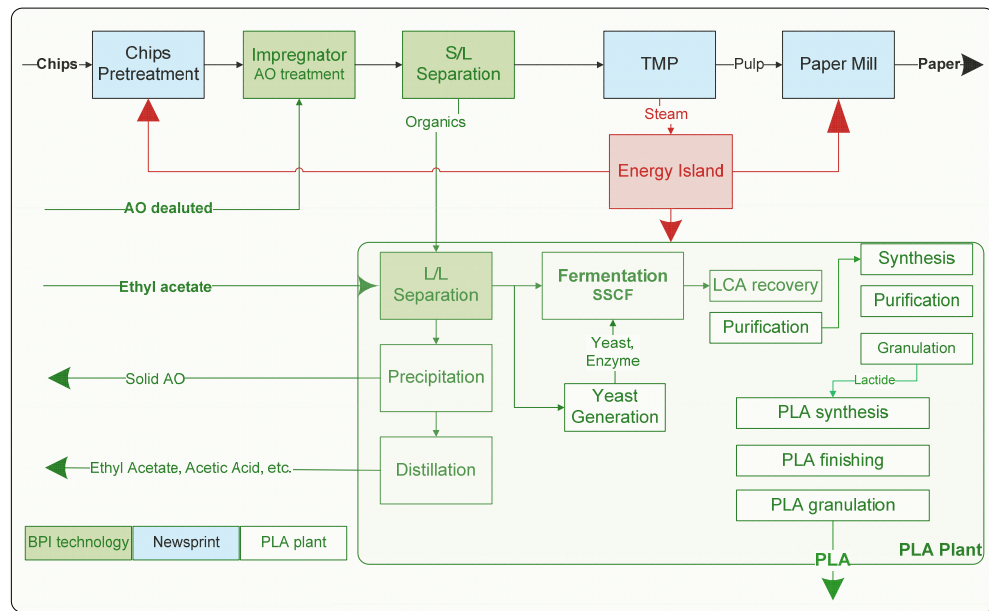 Chips
Chips
Pretreatment
Impregnator
AO treatment
S/L
Separation
TMP
Pulp
Paper Mill
Paper
Organics
Steam
Energy Island
AO dealuted
Ethyl acetate
L/L
Separation
Fermentation
SSCF
LCA recovery
Synthesis
Purification
Purification
Yeast,
Enzyme
Granulation
Lactide
Solid AO
Precipitation
Yeast
Generation
PLA synthesis
Ethyl Acetate, Acetic Acid, etc.
Distillation
PLA finishing
PLA granulation
BPI technology
Newsprint
PLA plant
PLA
PLA Plant